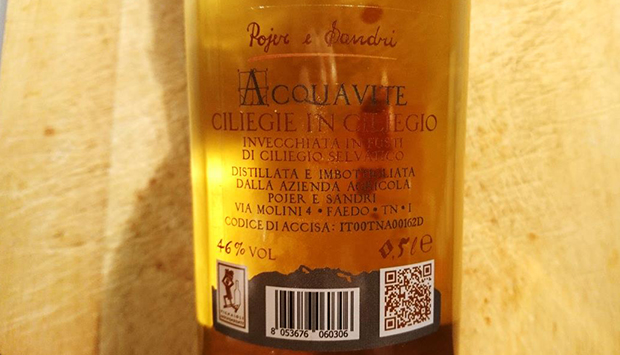 Pojer e Sandri
ACQUAVITE
CILIEGIE IN CILIEGIO
INVECCHIATA IN FUSTI
DI CILIEGIO SELVATICO
DISTILLATA E IMBOTTIGLIATA
DALLA AZIENDA AGRICOLA
POJER E SANDRI
VIA MOLINI 4 • FAEDO • TN • I
CODICE DI ACCISA: IT00TNA00162D
46% VOL 0,5l e
8 053676 060306